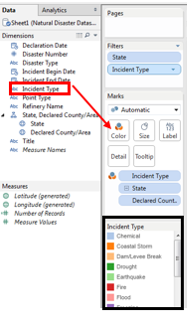 Data
Analytics
Sheet1 (Natural Disaster Datas...
Dimensions
Declaration Date
Disaster Number
Disaster Type
Incident Begin Date
Incident End Date
Incident Type
Point Type
Refinery Name
State, Declared County/Area
State
Declared County/Area
Title
Measure Names
Measures
Latitude (generated)
Longitude (generated)
Number of Records
Measure Values
Pages
Filters
State
Incident Type
Marks
Automatic
Color
Size
Label
Detail
Tooltip
Incident Type
State
Declared Count..
Incident Type
Chemical
Coastal Storm
Dam/Levee Break
Drought
Earthquake
Fire
Flood